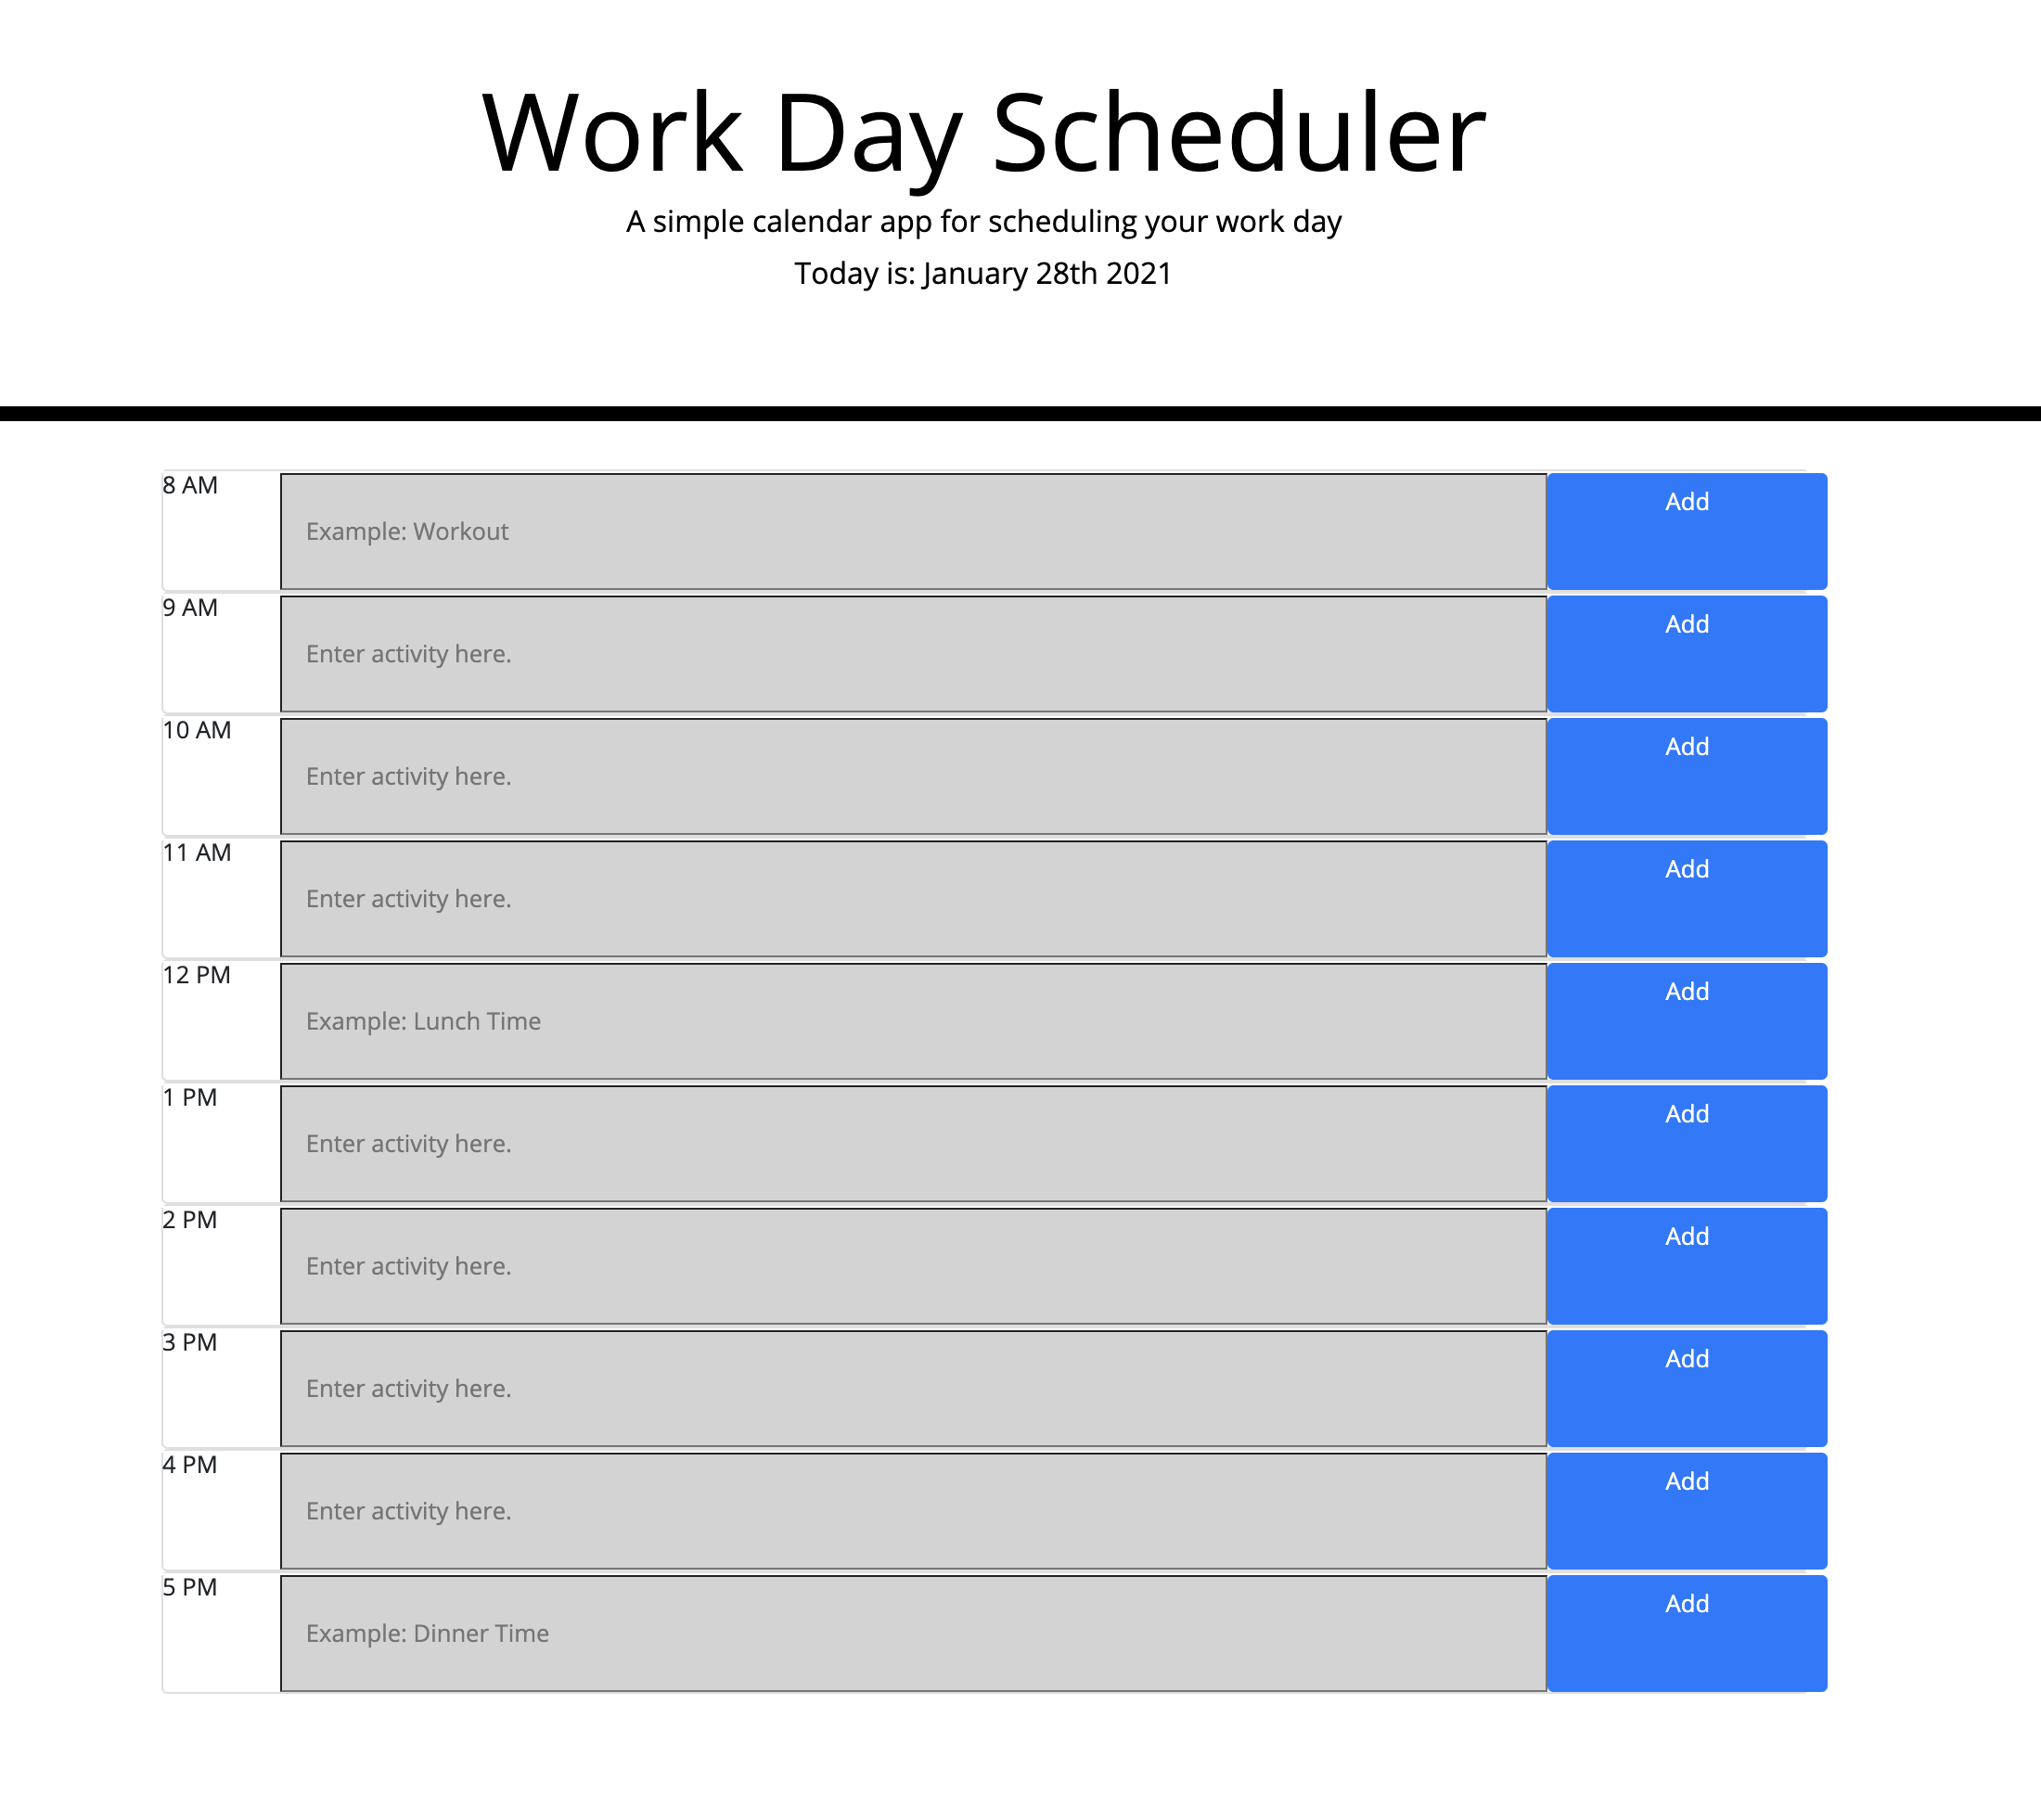 Work Day Scheduler
A simple calendar app for scheduling your work day
Today is: January 28th 2021
8 AM
Example: Workout
Add
9 AM
Enter activity here.
Add
10 AM
Enter activity here.
Add
11 AM
Enter activity here.
Add
12 PM
Example: Lunch Time
Add
1 PM
Enter activity here.
Add
2 PM
Enter activity here.
Add
3 PM
Enter activity here.
Add
4 PM
Enter activity here.
Add
5 PM
Example: Dinner Time
Add